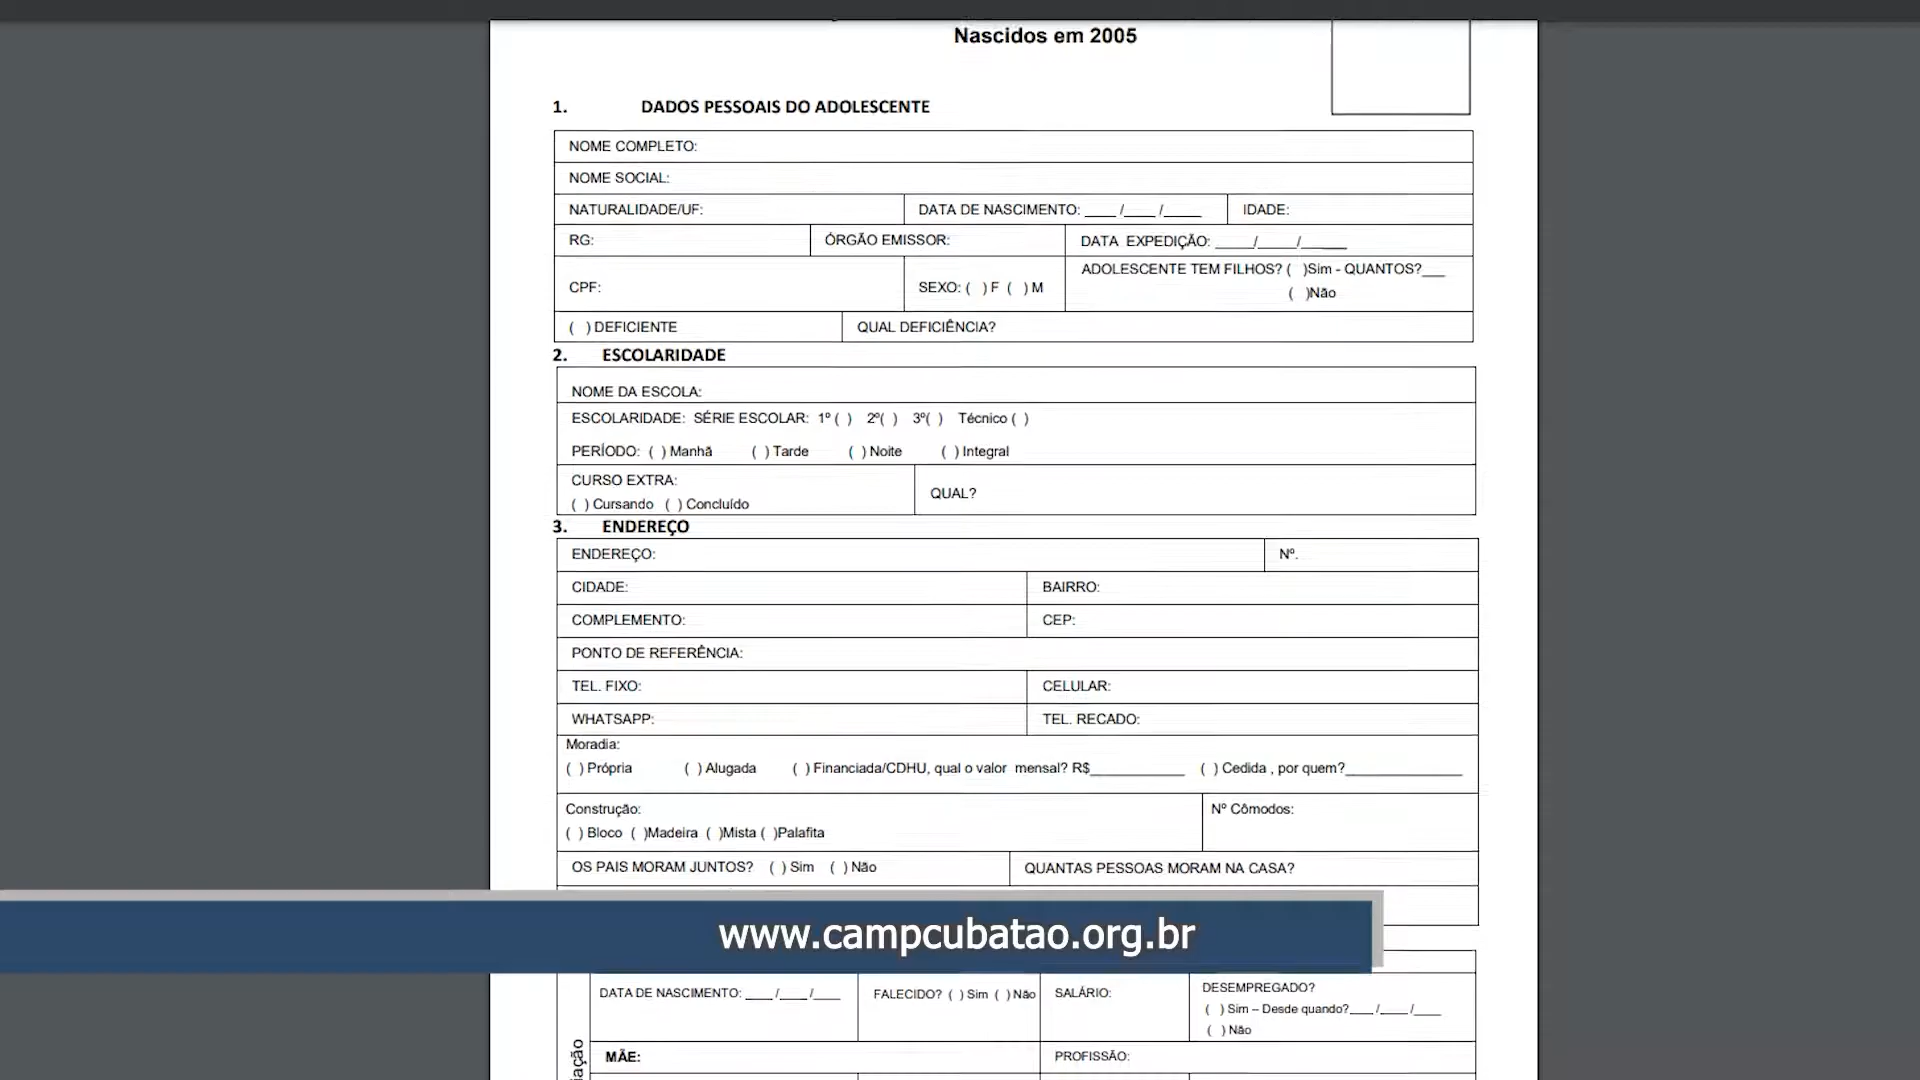 Nascidos em 2005
1. DADOS PESSOAIS DO ADOLESCENTE
NOME COMPLETO:
NOME SOCIAL:
NATURALIDADE/UF: DATA DE NASCIMENTO: ____ /____ /_____ IDADE:
RG: ÓRGÃO EMISSOR: DATA EXPEDIÇÃO: _____/_____/______
ADOLESCENTE TEM FILHOS? ( )Sim - QUANTOS?___
CPF: SEXO: ( ) F ( ) M
( )Não
( ) DEFICIENTE QUAL DEFICIÊNCIA?
2. ESCOLARIDADE
NOME DA ESCOLA:
ESCOLARIDADE: SÉRIE ESCOLAR: 1º ( ) 2º( ) 3º( ) Técnico ( )
PERÍODO: ( ) Manhã ( ) Tarde ( ) Noite ( ) Integral
CURSO EXTRA:
QUAL?
( ) Cursando ( ) Concluído
3. ENDEREÇO
ENDEREÇO: Nº.
CIDADE: BAIRRO:
COMPLEMENTO: CEP:
PONTO DE REFERÊNCIA:
TEL. FIXO: CELULAR:
WHATSAPP: TEL. RECADO:
Moradia:
( ) Própria ( ) Alugada ( ) Financiada/CDHU, qual o valor mensal? R$____________ ( ) Cedida , por quem?_______________
Construção: Nº Cômodos:
( ) Bloco ( )Madeira ( )Mista ( )Palafita
OS PAIS MORAM JUNTOS? ( ) Sim ( ) Não QUANTAS PESSOAS MORAM NA CASA?
www.campcubatao.org.br
DATA DE NASCIMENTO: ____ /____ /____ FALECIDO? ( ) Sim ( ) Não SALÁRIO: DESEMPREGADO?
( ) Sim – Desde quando?____ /____ /____
( ) Não
MÃE: PROFISSÃO: